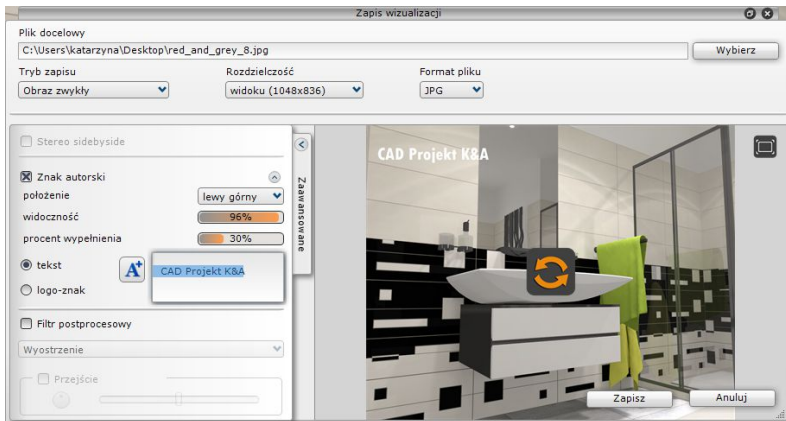 Zapis wizualizacji
Plik docelowy
C:\Users\katarzyna\Desktop\red_and_grey_8.jpg
Wybierz
Tryb zapisu
Rozdzielczość
Format pliku
Obraz zwykły
widoku (1048x836)
JPG
Stereo sidebyside
Znak autorski
położenie
lewy górny
widoczność
96%
procent wypełnienia
30%
tekst
A+
CAD Projekt K&A
logo-znak
Filtr postprocesowy
Wyostrzenie
Przejście
Zaawansowane
CAD Projekt K&A
Zapisz
Anuluj